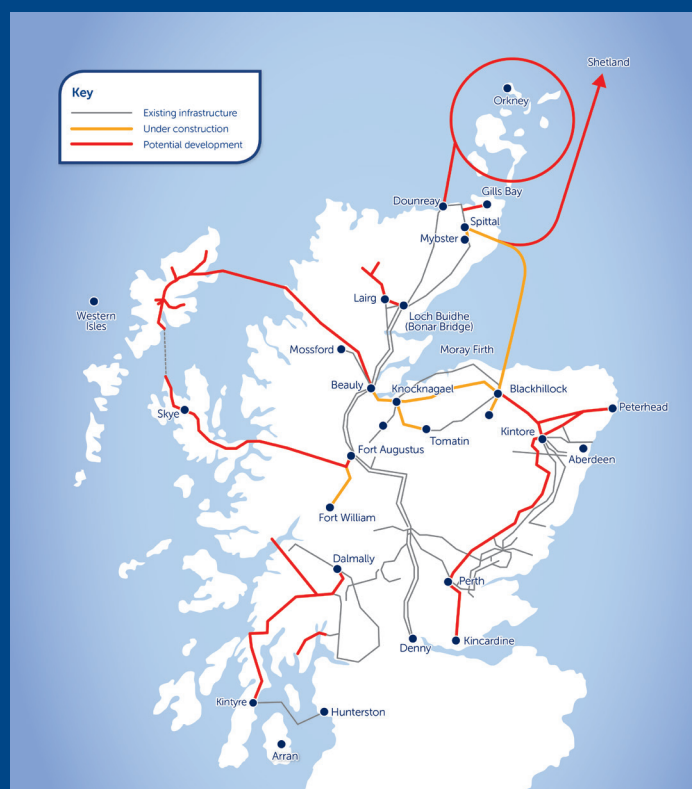 Key
Existing infrastructure
Under construction
Potential development
Shetland
Orkney
Gills Bay
Dounreay
Spittal
Mybster
Western
Isles
Lairg
Loch Buidhe
(Bonar Bridge)
Mossford
Moray Firth
Beauly
Knocknagael
Blackhillock
Peterhead
Skye
Kintore
Tomatin
Fort Augustus
Aberdeen
Fort William
Dalmally
Perth
Denny
Kincardine
Kintyre
Hunterston
Arran